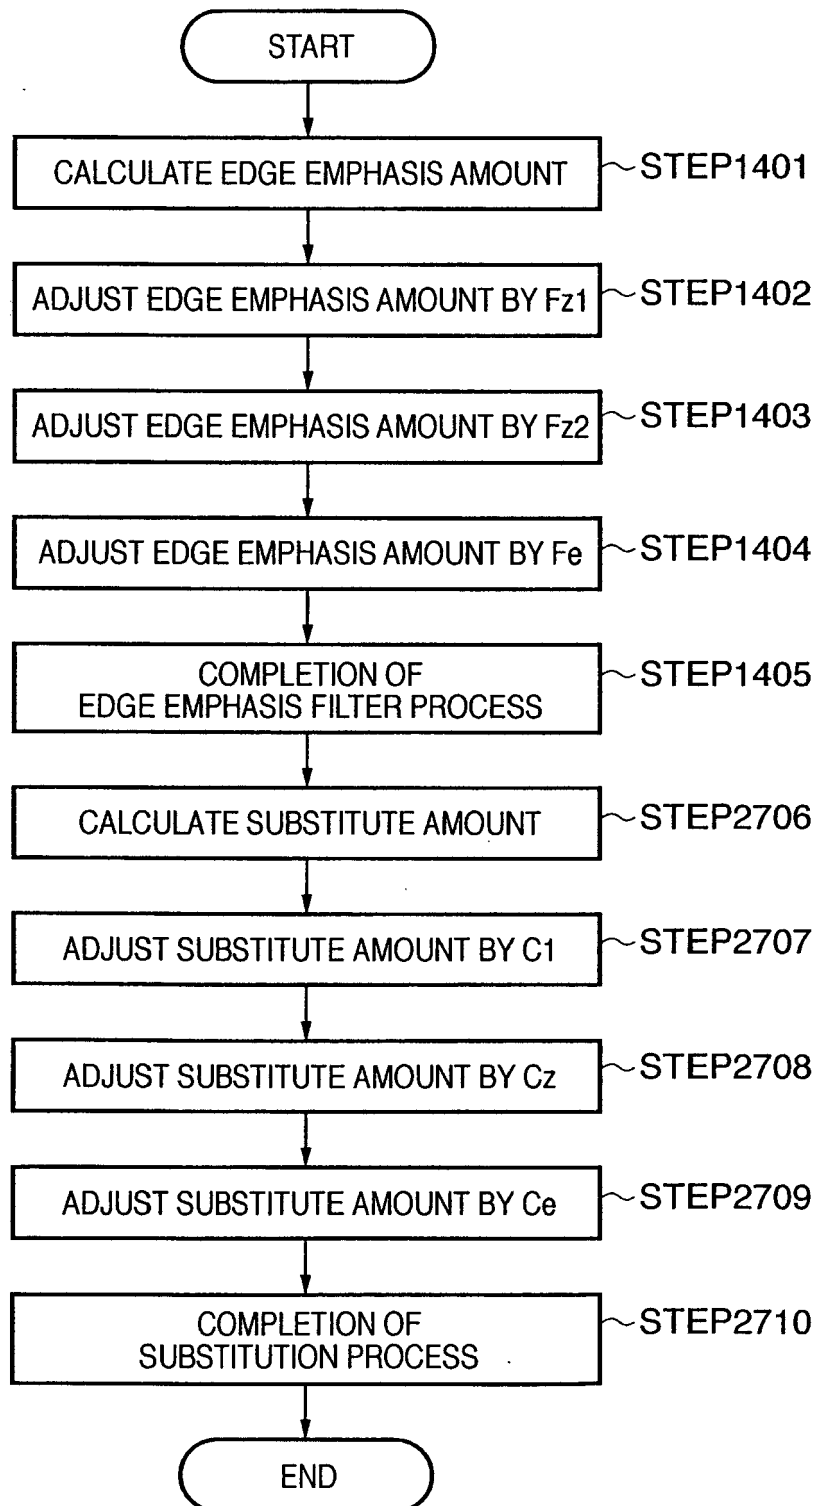 START
CALCULATE EDGE EMPHASIS AMOUNT
~STEP1401
ADJUST EDGE EMPHASIS AMOUNT BY Fz1
~STEP1402
ADJUST EDGE EMPHASIS AMOUNT BY Fz2
~STEP1403
ADJUST EDGE EMPHASIS AMOUNT BY Fe
~STEP1404
COMPLETION OF
EDGE EMPHASIS FILTER PROCESS
~STEP1405
CALCULATE SUBSTITUTE AMOUNT
~STEP2706
ADJUST SUBSTITUTE AMOUNT BY C1
~STEP2707
ADJUST SUBSTITUTE AMOUNT BY Cz
~STEP2708
ADJUST SUBSTITUTE AMOUNT BY Ce
~STEP2709
COMPLETION OF
SUBSTITUTION PROCESS
~STEP2710
END